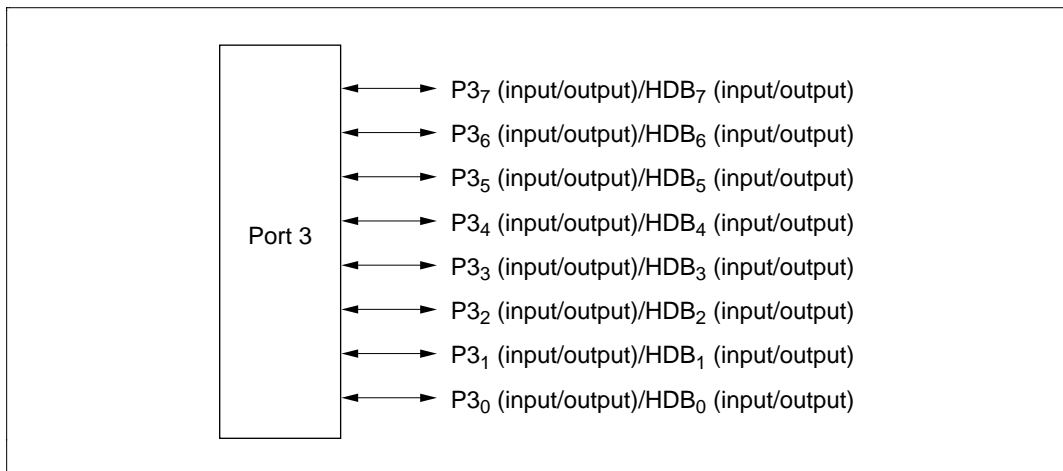 P3₇ (input/output)/HDB₇ (input/output)
P3₆ (input/output)/HDB₆ (input/output)
P3₅ (input/output)/HDB₅ (input/output)
P3₄ (input/output)/HDB₄ (input/output)
Port 3
P3₃ (input/output)/HDB₃ (input/output)
P3₂ (input/output)/HDB₂ (input/output)
P3₁ (input/output)/HDB₁ (input/output)
P3₀ (input/output)/HDB₀ (input/output)